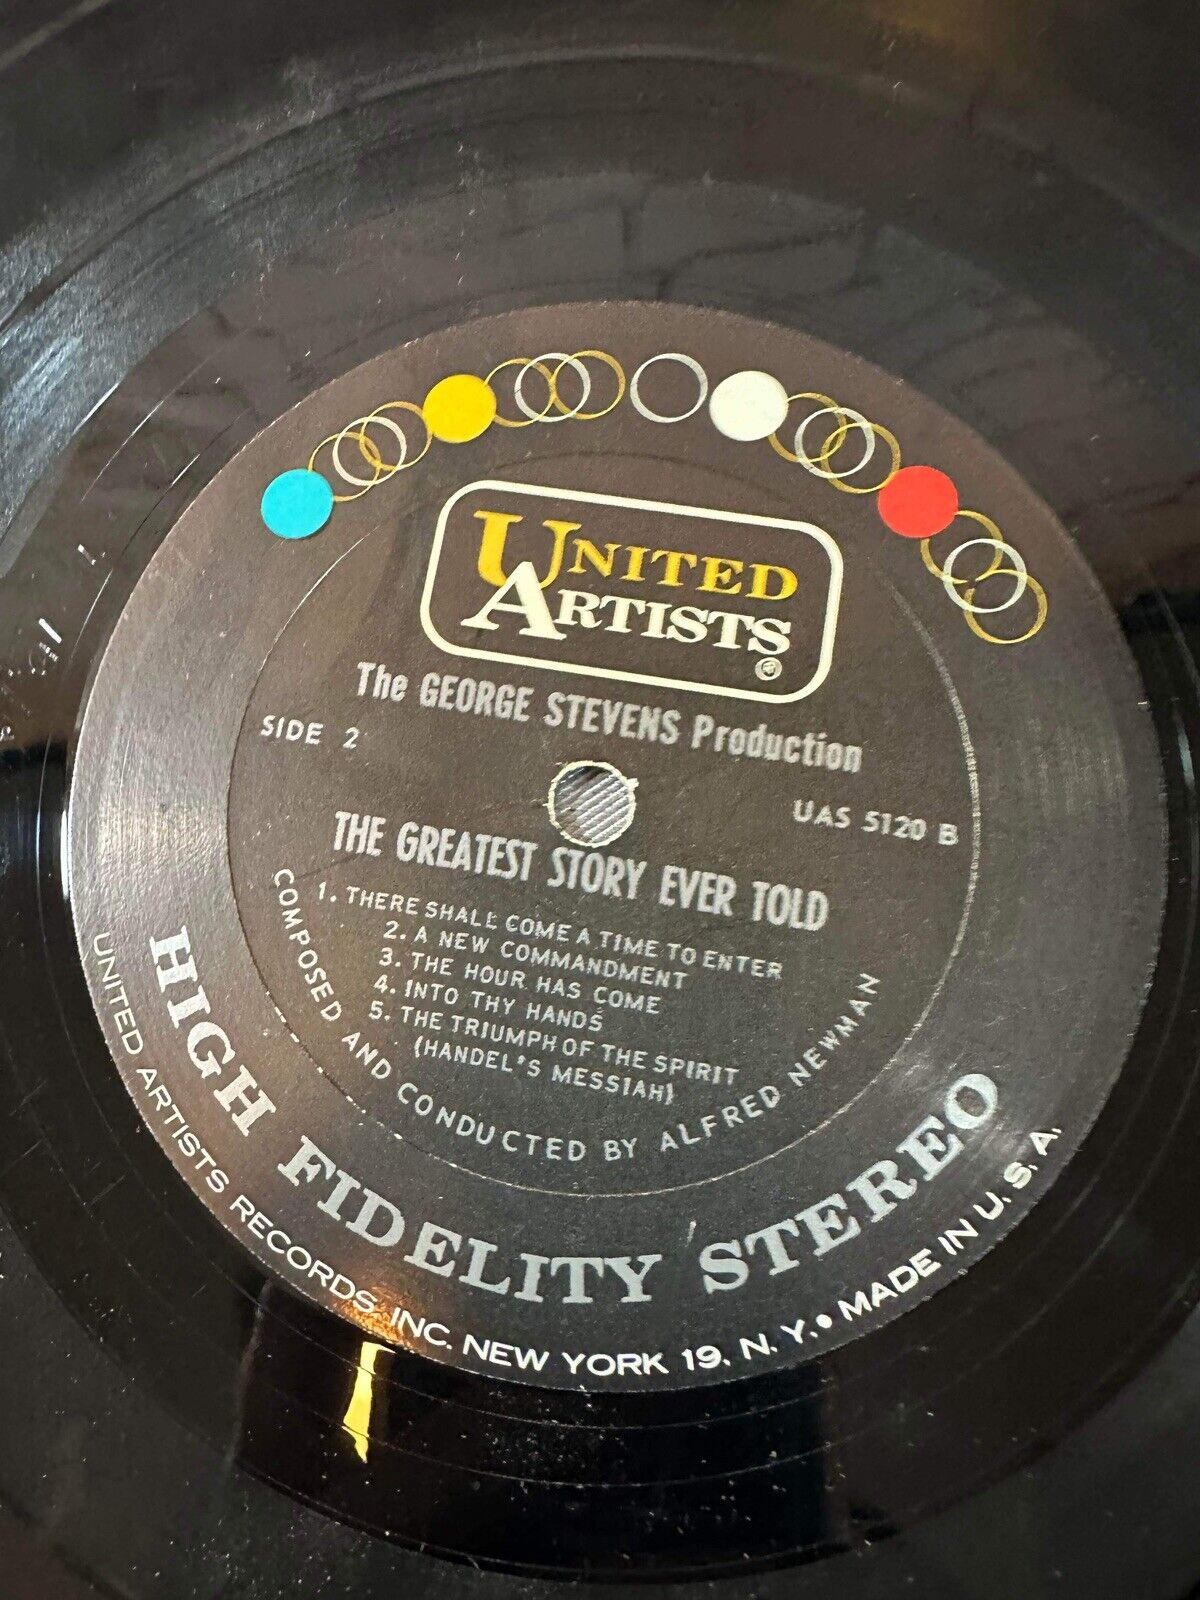 UNITED
ARTISTS
®
The GEORGE STEVENS Production
SIDE 2
UAS 5120 B
THE GREATEST STORY EVER TOLD
1. THERE SHALL COME A TIME TO ENTER
2. A NEW COMMANDMENT
3. THE HOUR HAS COME
4. INTO THY HANDS
5. THE TRIUMPH OF THE SPIRIT
(HANDEL'S MESSIAH)
COMPOSED AND CONDUCTED BY ALFRED NEWMAN
HIGH FIDELITY STEREO
UNITED ARTISTS RECORDS, INC. NEW YORK 19, N. Y. • MADE IN U. S. A.